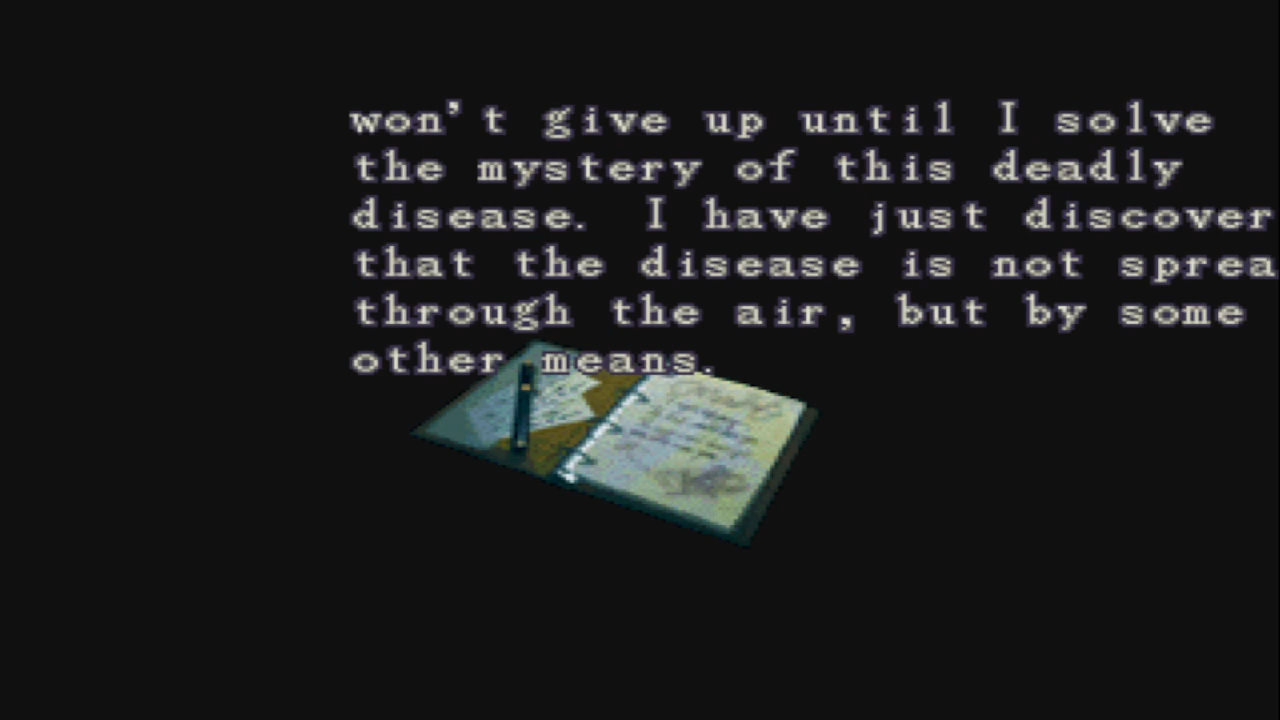 won't give up until I solve
the mystery of this deadly
disease. I have just discover
that the disease is not sprea
through the air, but by some
other means.